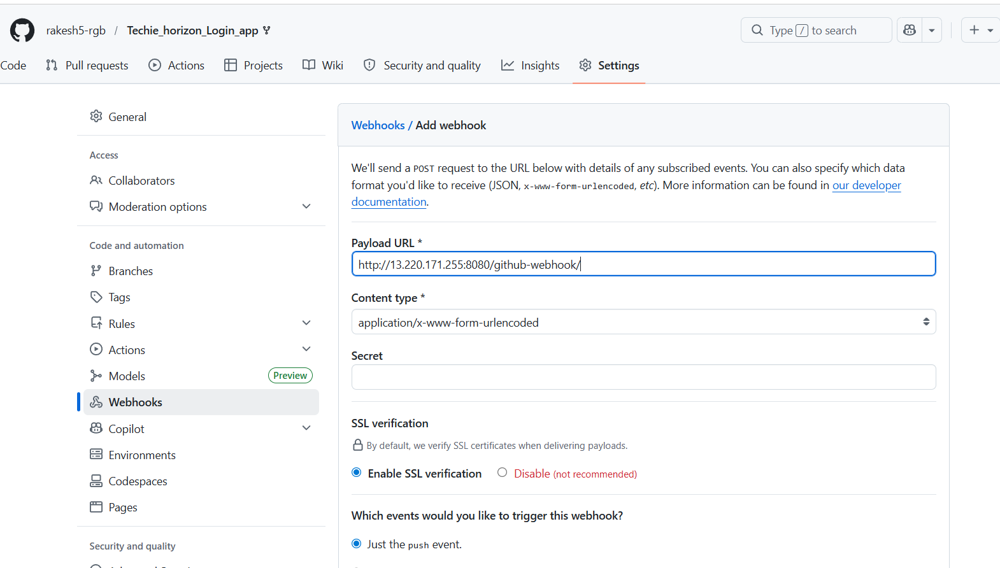 rakesh5-rgb / Techie_horizon_Login_app
Type / to search
Code Pull requests Actions Projects Wiki Security and quality Insights Settings
General
Access
Collaborators
Moderation options
Code and automation
Branches
Tags
Rules
Actions
Models Preview
Webhooks
Copilot
Environments
Codespaces
Pages
Security and quality
Webhooks / Add webhook
We'll send a POST request to the URL below with details of any subscribed events. You can also specify which data
format you'd like to receive (JSON, x-www-form-urlencoded, etc). More information can be found in our developer
documentation.
Payload URL *
http://13.220.171.255:8080/github-webhook/
Content type *
application/x-www-form-urlencoded
Secret
SSL verification
By default, we verify SSL certificates when delivering payloads.
Enable SSL verification Disable (not recommended)
Which events would you like to trigger this webhook?
Just the push event.